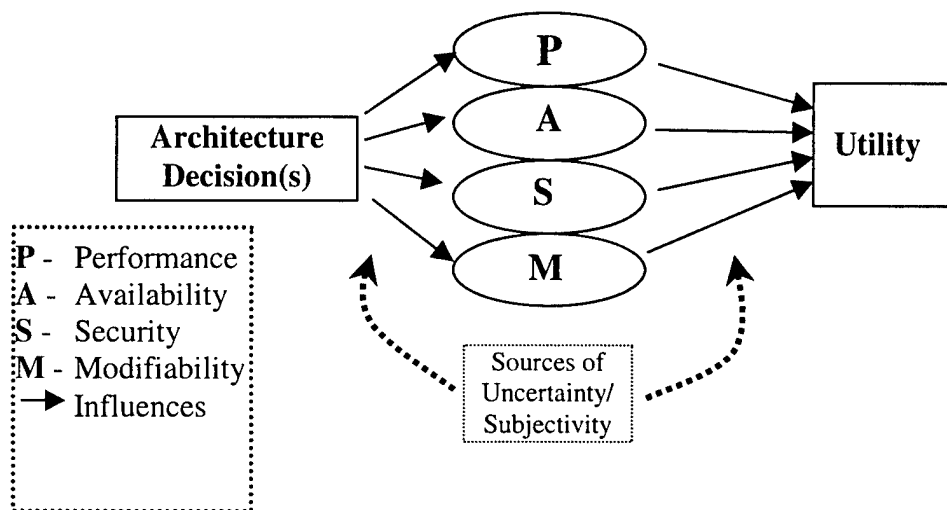 P
A
S
M
Architecture
Decision(s)
Utility
P - Performance
A - Availability
S - Security
M - Modifiability
Influences
Sources of
Uncertainty/
Subjectivity